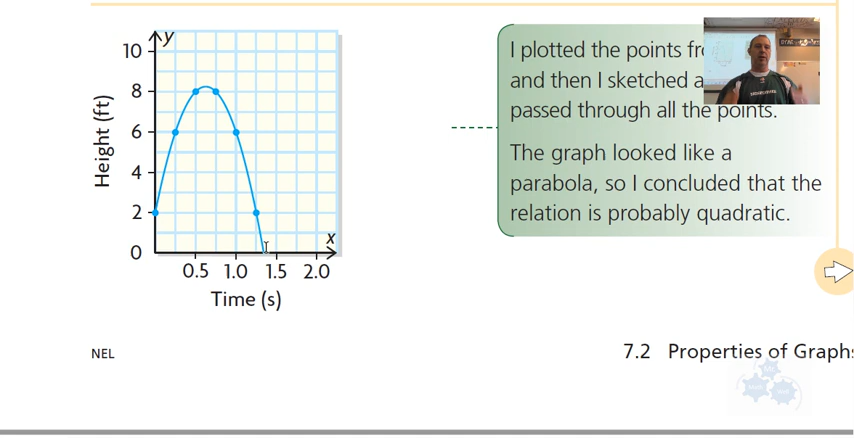 y
10
8
6
4
2
0
Height (ft)
x
0.5 1.0 1.5 2.0
Time (s)
I plotted the points
and then I sketched a
passed through all the points.
The graph looked like a
parabola, so I concluded that the
relation is probably quadratic.
NEL
7.2 Properties of Graphs